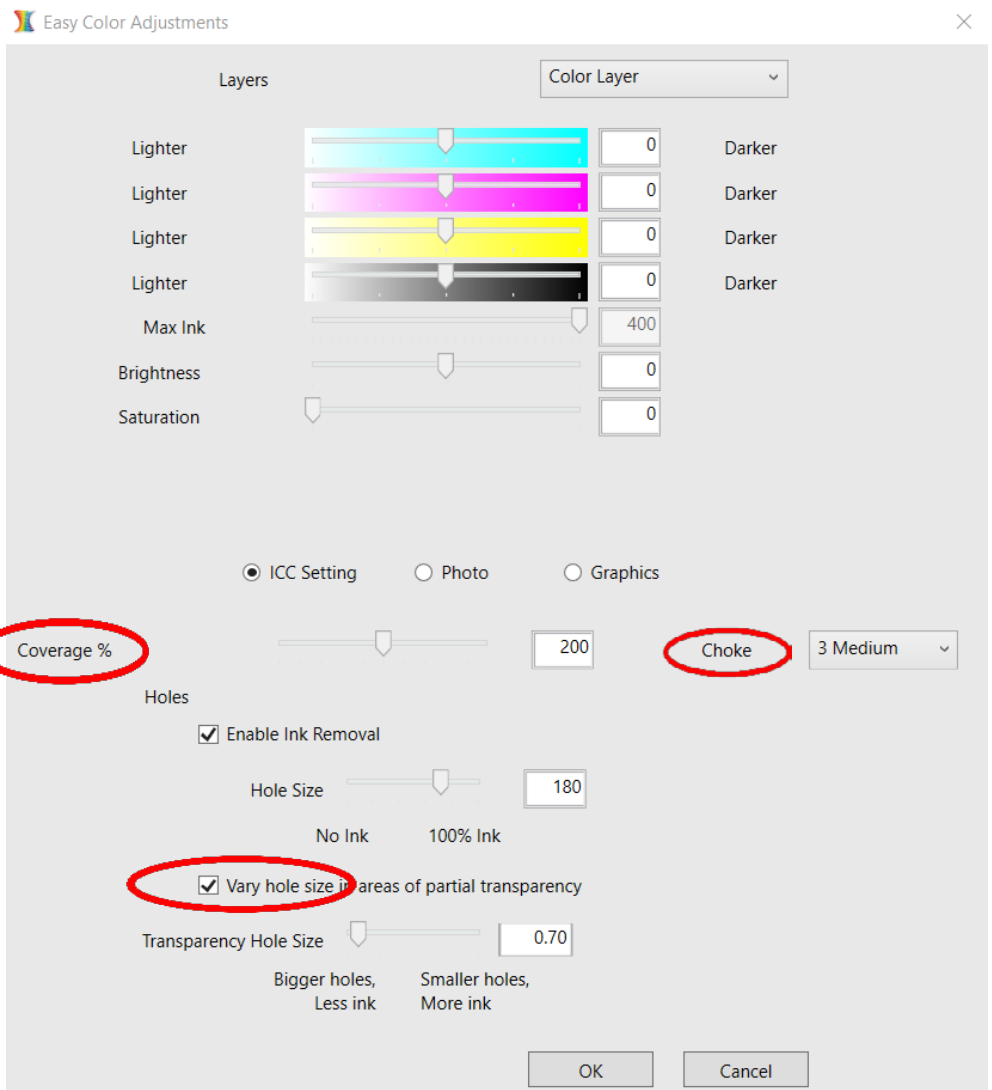 Easy Color Adjustments
Layers Color Layer
Lighter 0 Darker
Lighter 0 Darker
Lighter 0 Darker
Lighter 0 Darker
Max Ink 400
Brightness 0
Saturation 0
ICC Setting Photo Graphics
Coverage % 200 Choke 3 Medium
Holes
Enable Ink Removal
Hole Size 180
No Ink 100% Ink
Vary hole size in areas of partial transparency
Transparency Hole Size 0.70
Bigger holes, Smaller holes,
Less ink More ink
OK Cancel